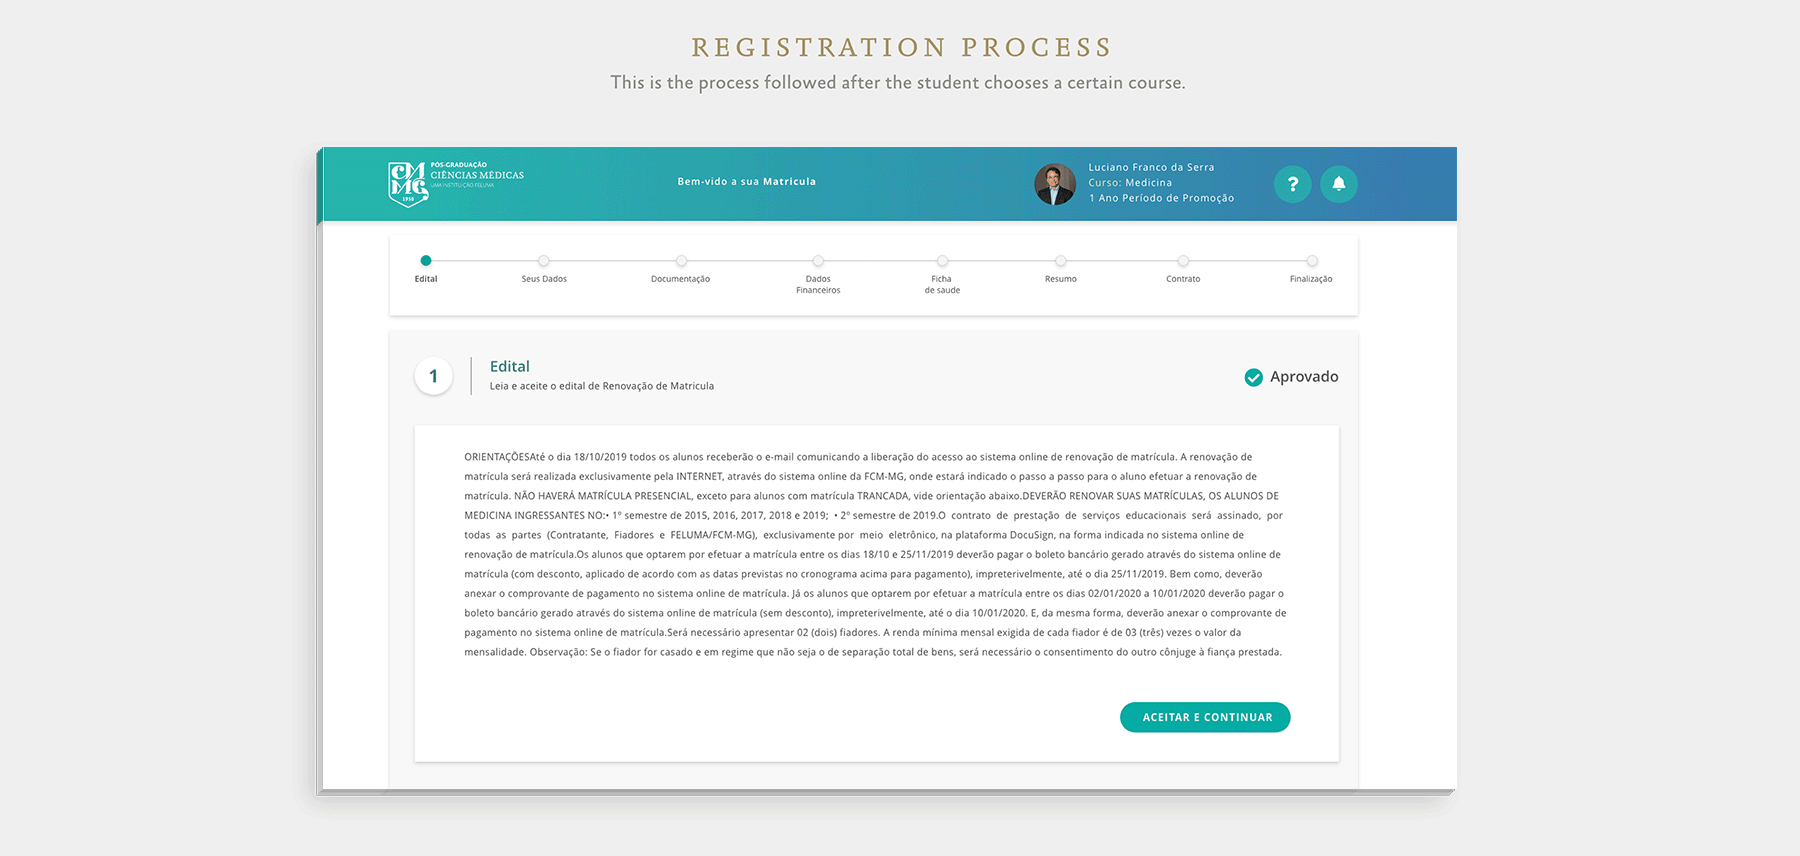 REGISTRATION PROCESS
This is the process followed after the student chooses a certain course.
CMMG
1950
PÓS-GRADUAÇÃO
CIÊNCIAS MÉDICAS
UMA INSTITUIÇÃO FELUMA
Bem-vido a sua Matricula
Luciano Franco da Serra
Curso: Medicina
1 Ano Período de Promoção
?
Edital
Seus Dados
Documentação
Dados
Financeiros
Ficha
de saude
Resumo
Contrato
Finalização
1
Edital
Leia e aceite o edital de Renovação de Matricula
Aprovado
ORIENTAÇÕESAté o dia 18/10/2019 todos os alunos receberão o e-mail comunicando a liberação do acesso ao sistema online de renovação de matrícula. A renovação de
matrícula será realizada exclusivamente pela INTERNET, através do sistema online da FCM-MG, onde estará indicado o passo a passo para o aluno efetuar a renovação de
matrícula. NÃO HAVERÁ MATRÍCULA PRESENCIAL, exceto para alunos com matrícula TRANCADA, vide orientação abaixo.DEVERÃO RENOVAR SUAS MATRÍCULAS, OS ALUNOS DE
MEDICINA INGRESSANTES NO:• 1º semestre de 2015, 2016, 2017, 2018 e 2019; • 2º semestre de 2019.O contrato de prestação de serviços educacionais será assinado, por
todas as partes (Contratante, Fiadores e FELUMA/FCM-MG), exclusivamente por meio eletrônico, na plataforma DocuSign, na forma indicada no sistema online de
renovação de matrícula.Os alunos que optarem por efetuar a matrícula entre os dias 18/10 e 25/11/2019 deverão pagar o boleto bancário gerado através do sistema online de
matrícula (com desconto, aplicado de acordo com as datas previstas no cronograma acima para pagamento), impreterivelmente, até o dia 25/11/2019. Bem como, deverão
anexar o comprovante de pagamento no sistema online de matrícula. Já os alunos que optarem por efetuar a matrícula entre os dias 02/01/2020 a 10/01/2020 deverão pagar o
boleto bancário gerado através do sistema online de matrícula (sem desconto), impreterivelmente, até o dia 10/01/2020. E, da mesma forma, deverão anexar o comprovante de
pagamento no sistema online de matrícula.Será necessário apresentar 02 (dois) fiadores. A renda mínima mensal exigida de cada fiador é de 03 (três) vezes o valor da
mensalidade. Observação: Se o fiador for casado e em regime que não seja o de separação total de bens, será necessário o consentimento do outro cônjuge à fiança prestada.
ACEITAR E CONTINUAR